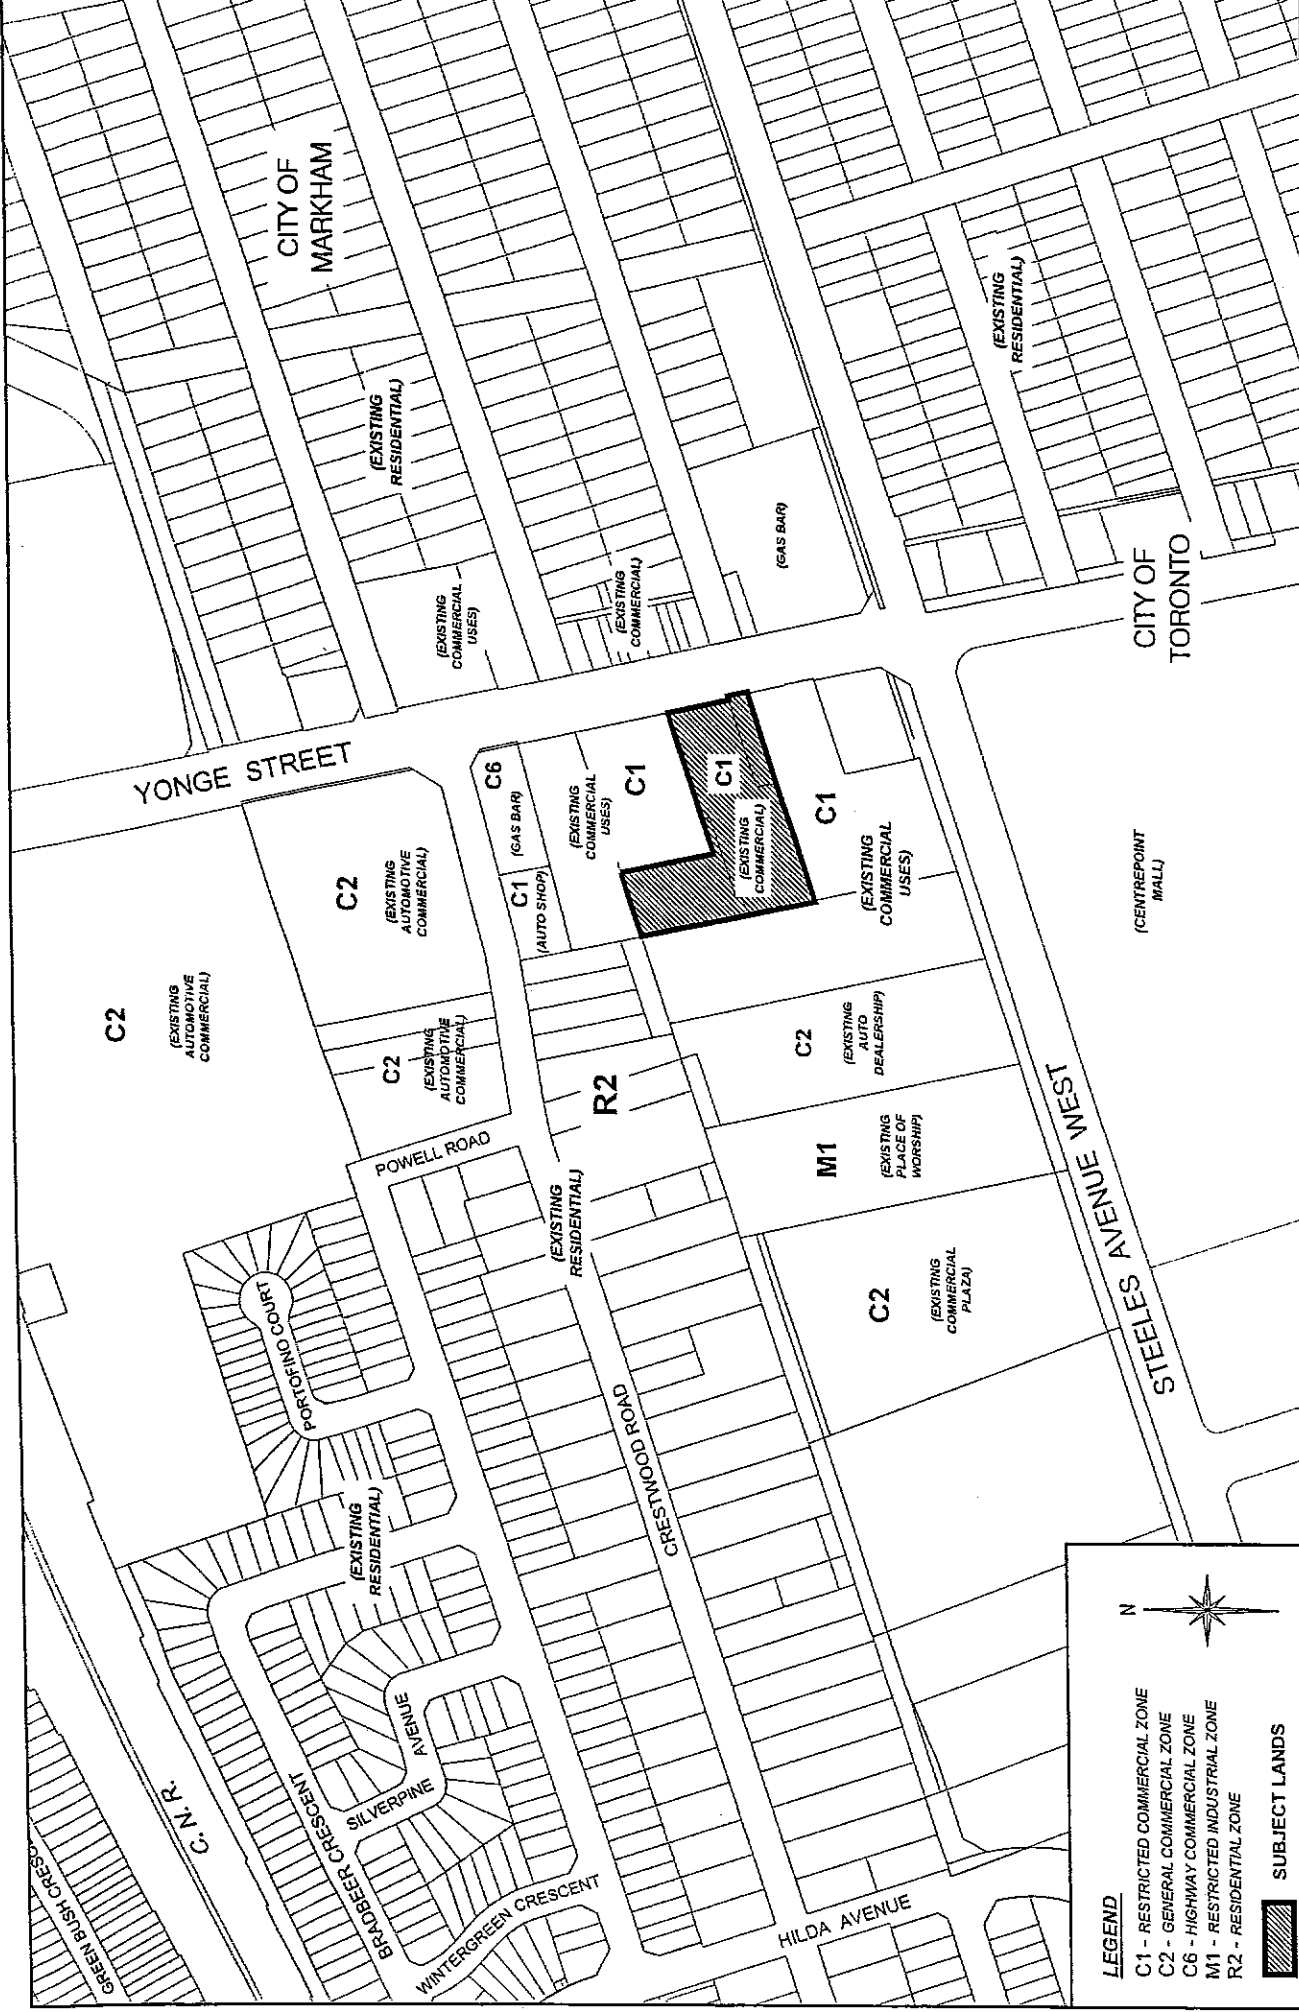 GREEN BUSH CRESC
C. N. R.
BRADBEER CRESCENT
SILVERPINE
AVENUE
WINTERGREEN CRESCENT
HILDA AVENUE
(EXISTING
RESIDENTIAL)
PORTOFINO COURT
POWELL ROAD
CRESTWOOD ROAD
(EXISTING
RESIDENTIAL)
R2
C2
(EXISTING
AUTOMOTIVE
COMMERCIAL)
C2
(EXISTING
AUTOMOTIVE
COMMERCIAL)
C2
(EXISTING
AUTOMOTIVE
COMMERCIAL)
YONGE STREET
C6
(GAS BAR)
C1
(AUTO SHOP)
(EXISTING
COMMERCIAL
USES)
C1
C1
(EXISTING
COMMERCIAL)
C1
(EXISTING
COMMERCIAL
USES)
C2
(EXISTING
AUTO
DEALERSHIP)
M1
(EXISTING
PLACE OF
WORSHIP)
C2
(EXISTING
COMMERCIAL
PLAZA)
STEELES AVENUE WEST
(CENTREPOINT
MALL)
CITY OF
MARKHAM
(EXISTING
RESIDENTIAL)
(EXISTING
COMMERCIAL
USES)
(EXISTING
COMMERCIAL)
(GAS BAR)
(EXISTING
RESIDENTIAL)
CITY OF
TORONTO
LEGEND
C1 - RESTRICTED COMMERCIAL ZONE
C2 - GENERAL COMMERCIAL ZONE
C6 - HIGHWAY COMMERCIAL ZONE
M1 - RESTRICTED INDUSTRIAL ZONE
R2 - RESIDENTIAL ZONE
SUBJECT LANDS
N